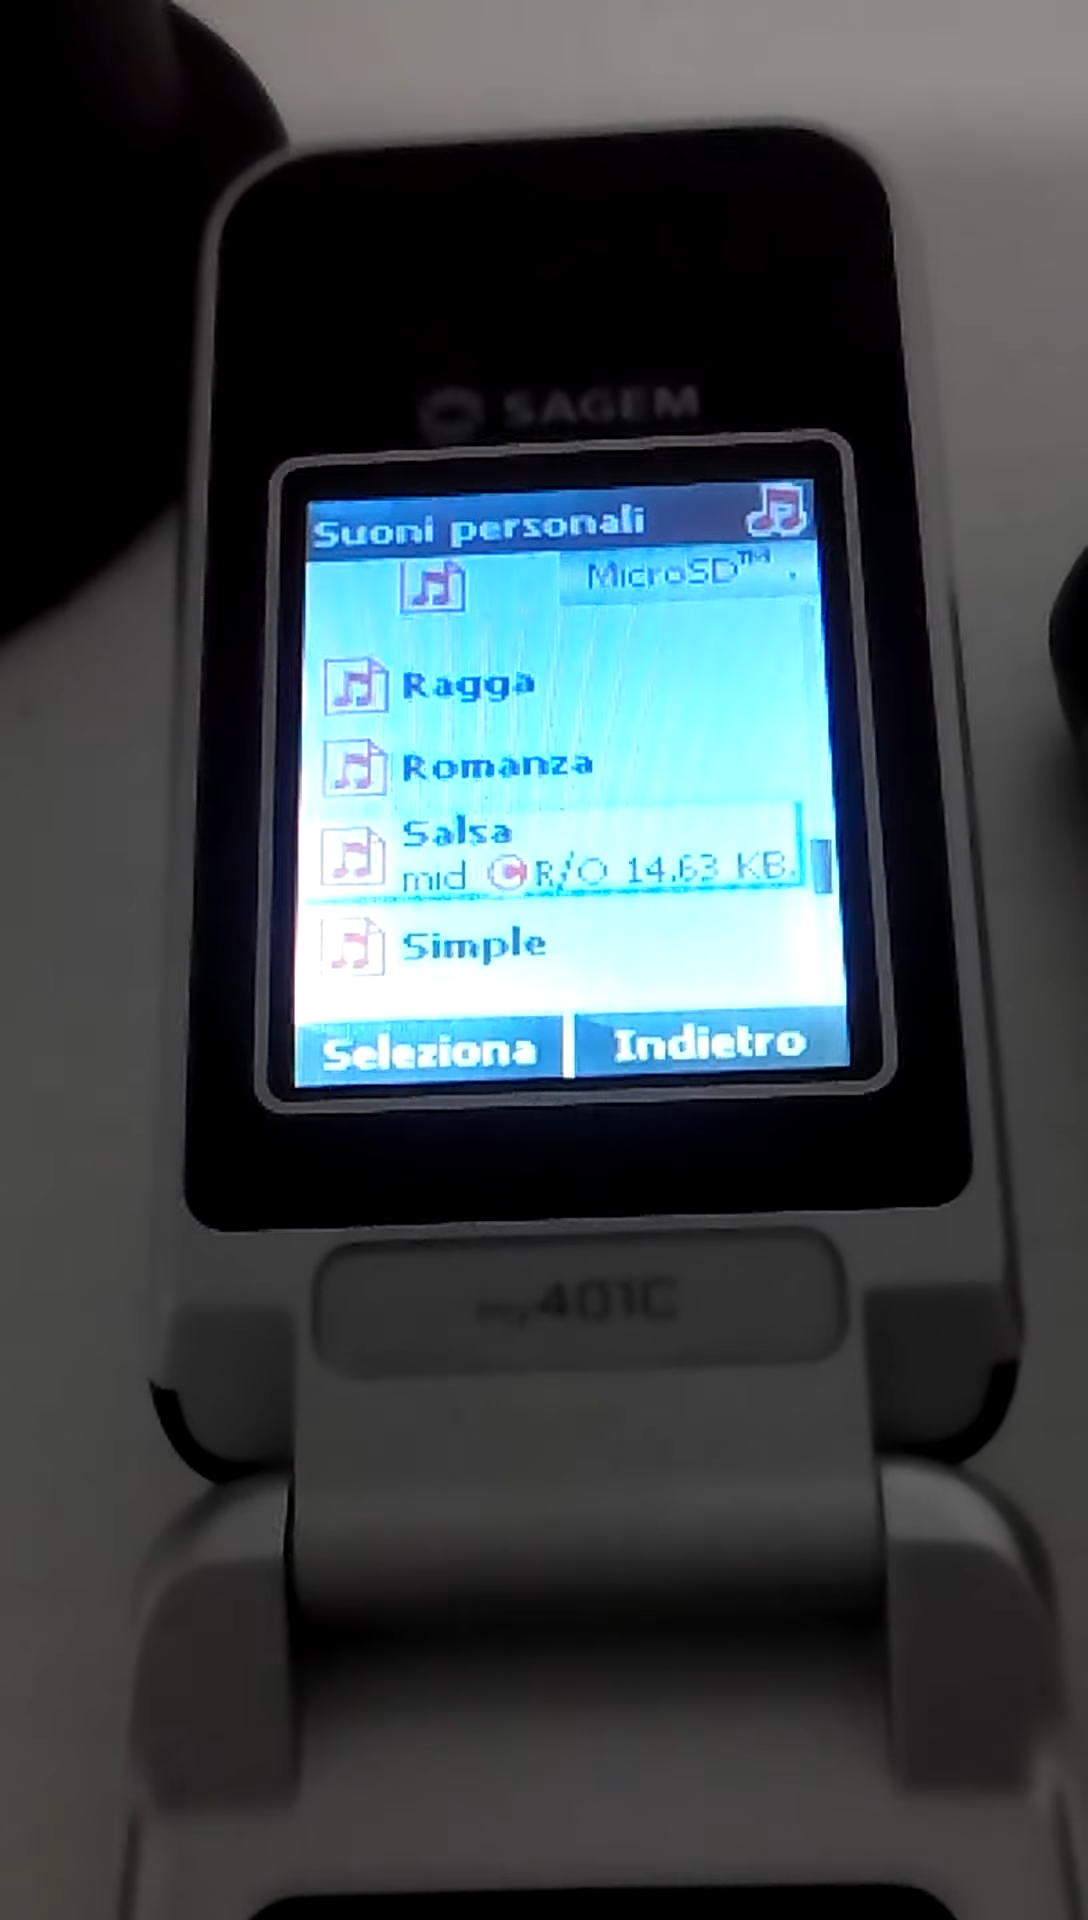 SAGEM
Suoni personali
MicroSD™
Ragga
Romanza
Salsa
mid C R/O 14.63 KB.
Simple
Seleziona
Indietro
my401C